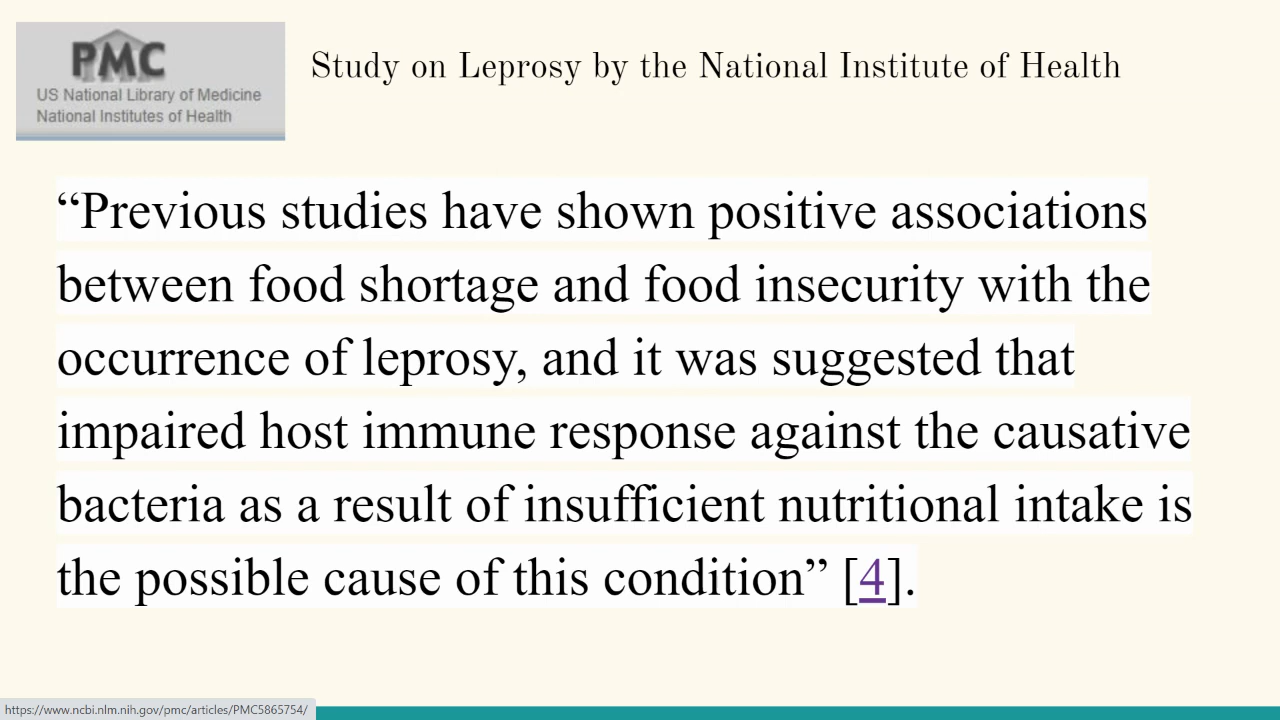 PMC
US National Library of Medicine
National Institutes of Health
Study on Leprosy by the National Institute of Health
“Previous studies have shown positive associations
between food shortage and food insecurity with the
occurrence of leprosy, and it was suggested that
impaired host immune response against the causative
bacteria as a result of insufficient nutritional intake is
the possible cause of this condition” [4].
https://www.ncbi.nlm.nih.gov/pmc/articles/PMC5865754/